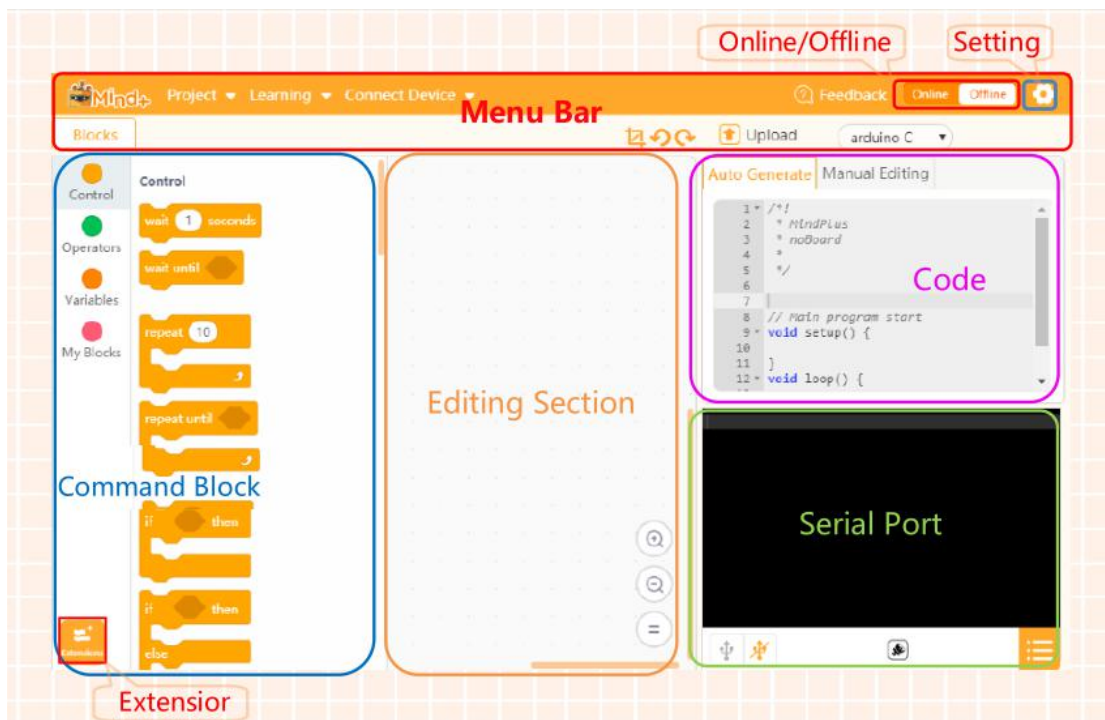 Online/Offline Setting
Mind+ Project Learning Connect Device Feedback Online Offline
Menu Bar
Blocks Upload arduino C
Control
Operators
Variables
My Blocks
Extensions
Control
wait 1 seconds
wait until
repeat 10
repeat until
if then
if then
else
Command Block
Extensior
Editing Section
Auto Generate Manual Editing
1 /*!
2 * MindPlus
3 * noBoard
4 *
5 */
6
7
8 // Main program start
9 void setup() {
10
11 }
12 void loop() {
Code
Serial Port